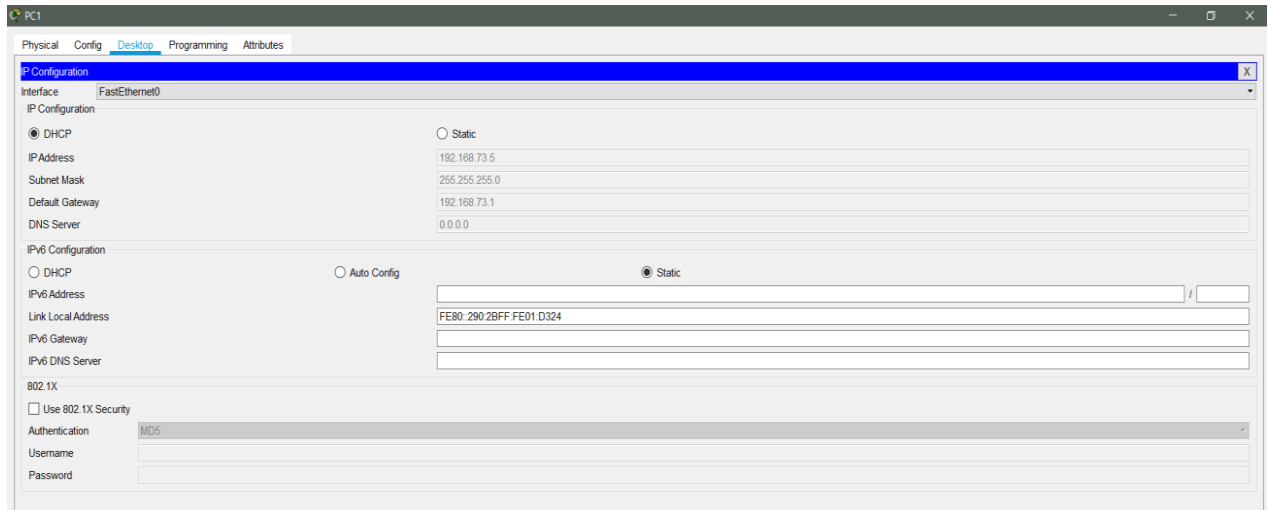 PC1
Physical Config Desktop Programming Attributes
IP Configuration X
Interface FastEthernet0
IP Configuration
DHCP Static
IP Address 192.168.73.5
Subnet Mask 255.255.255.0
Default Gateway 192.168.73.1
DNS Server 0.0.0.0
IPv6 Configuration
DHCP Auto Config Static
IPv6 Address /
Link Local Address FE80::290:2BFF:FE01:D324
IPv6 Gateway
IPv6 DNS Server
802.1X
Use 802.1X Security
Authentication MD5
Username
Password